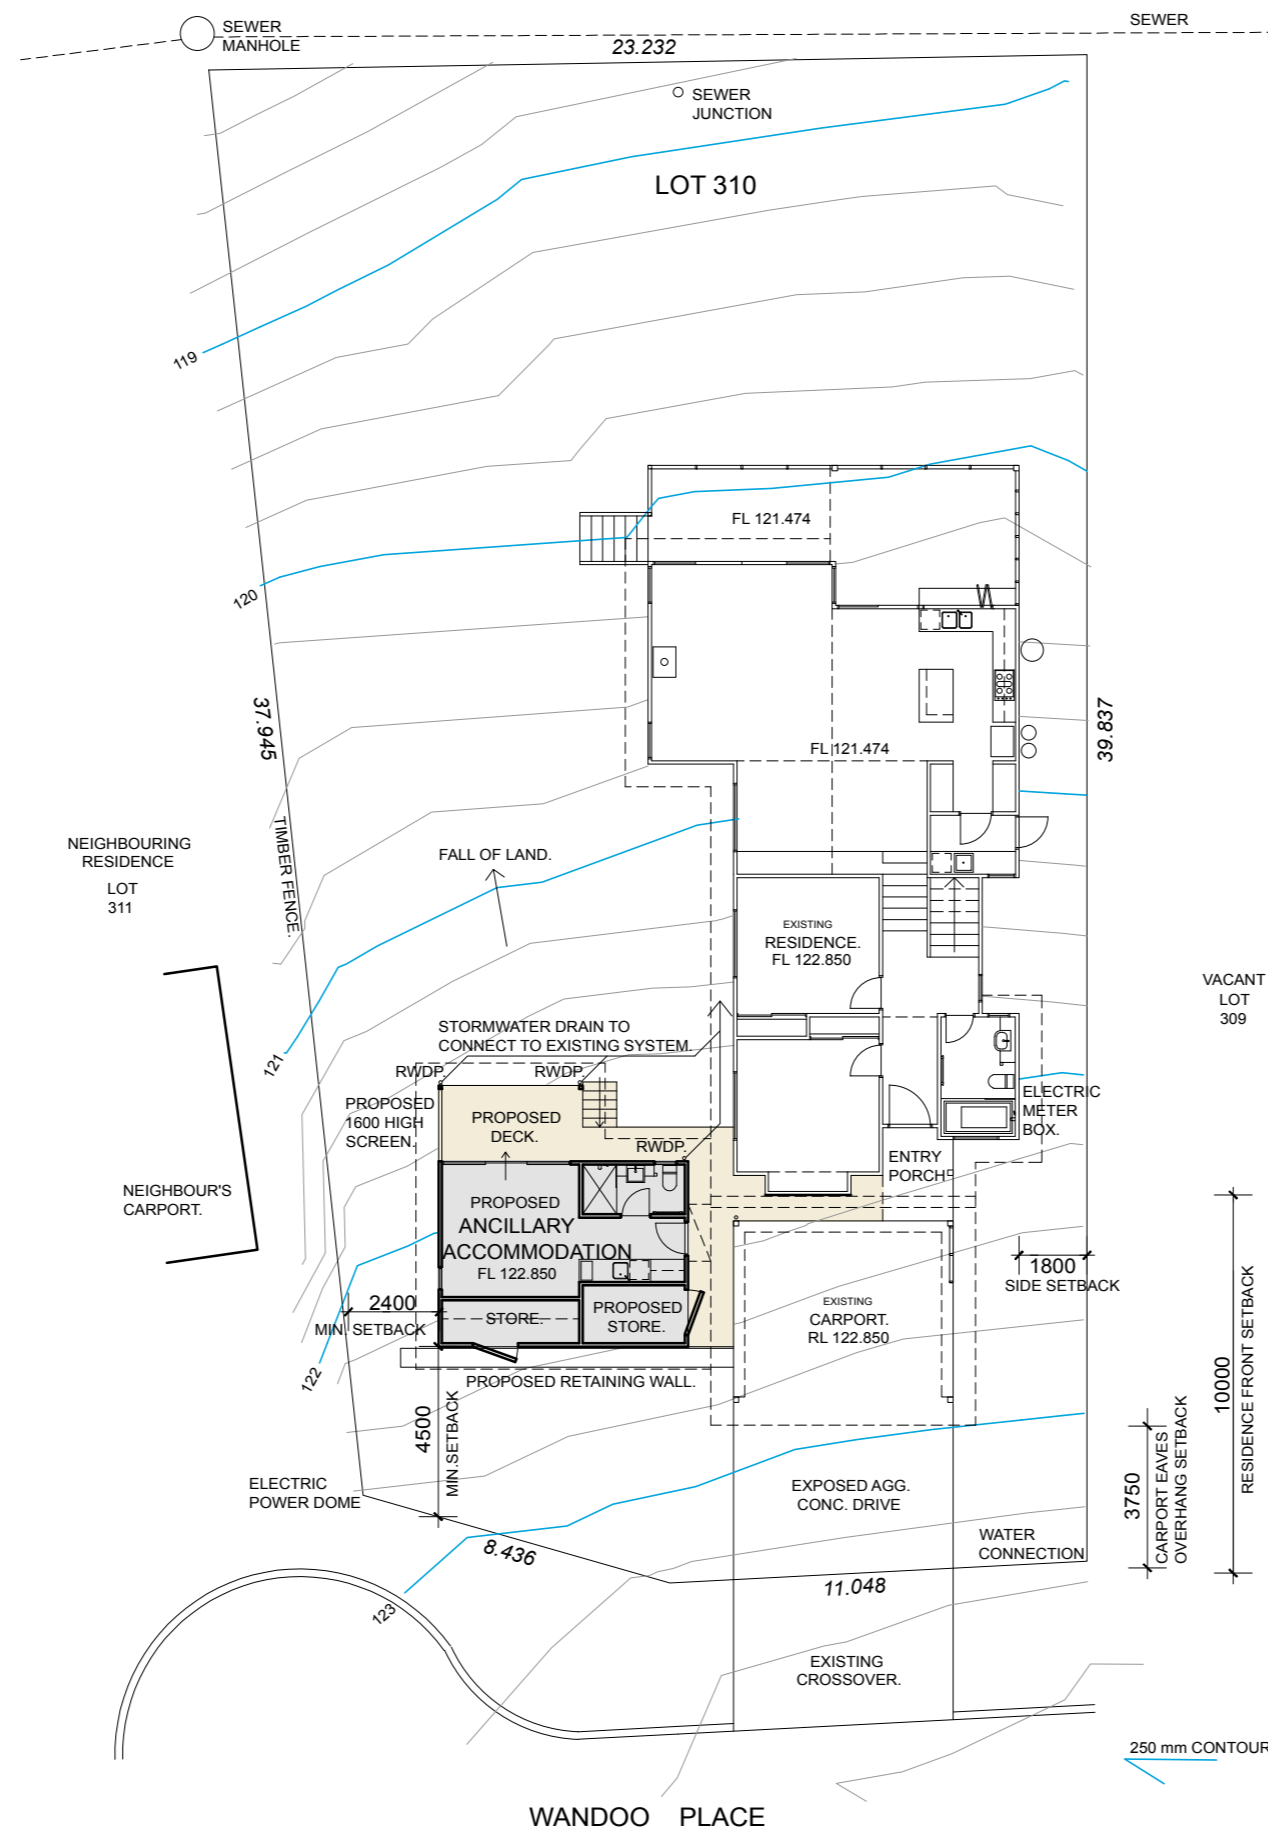 SEWER
MANHOLE
SEWER
23.232
SEWER
JUNCTION
LOT 310
119
FL 121.474
120
37.945
39.837
FL 121.474
TIMBER FENCE.
NEIGHBOURING
RESIDENCE
LOT
311
FALL OF LAND.
EXISTING
RESIDENCE.
FL 122.850
VACANT
LOT
309
STORMWATER DRAIN TO
CONNECT TO EXISTING SYSTEM.
121
RWDP.
RWDP.
PROPOSED
1600 HIGH
SCREEN.
PROPOSED
DECK.
RWDP.
ELECTRIC
METER
BOX.
ENTRY
PORCH
NEIGHBOUR'S
CARPORT.
PROPOSED
ANCILLARY
ACCOMMODATION
FL 122.850
1800
SIDE SETBACK
2400
MIN. SETBACK
STORE.
PROPOSED
STORE.
EXISTING
CARPORT.
RL 122.850
122
PROPOSED RETAINING WALL.
4500
MIN.SETBACK
10000
RESIDENCE FRONT SETBACK
3750
CARPORT EAVES
OVERHANG SETBACK
ELECTRIC
POWER DOME
EXPOSED AGG.
CONC. DRIVE
WATER
CONNECTION
8.436
11.048
123
EXISTING
CROSSOVER.
250 mm CONTOUR
WANDOO PLACE